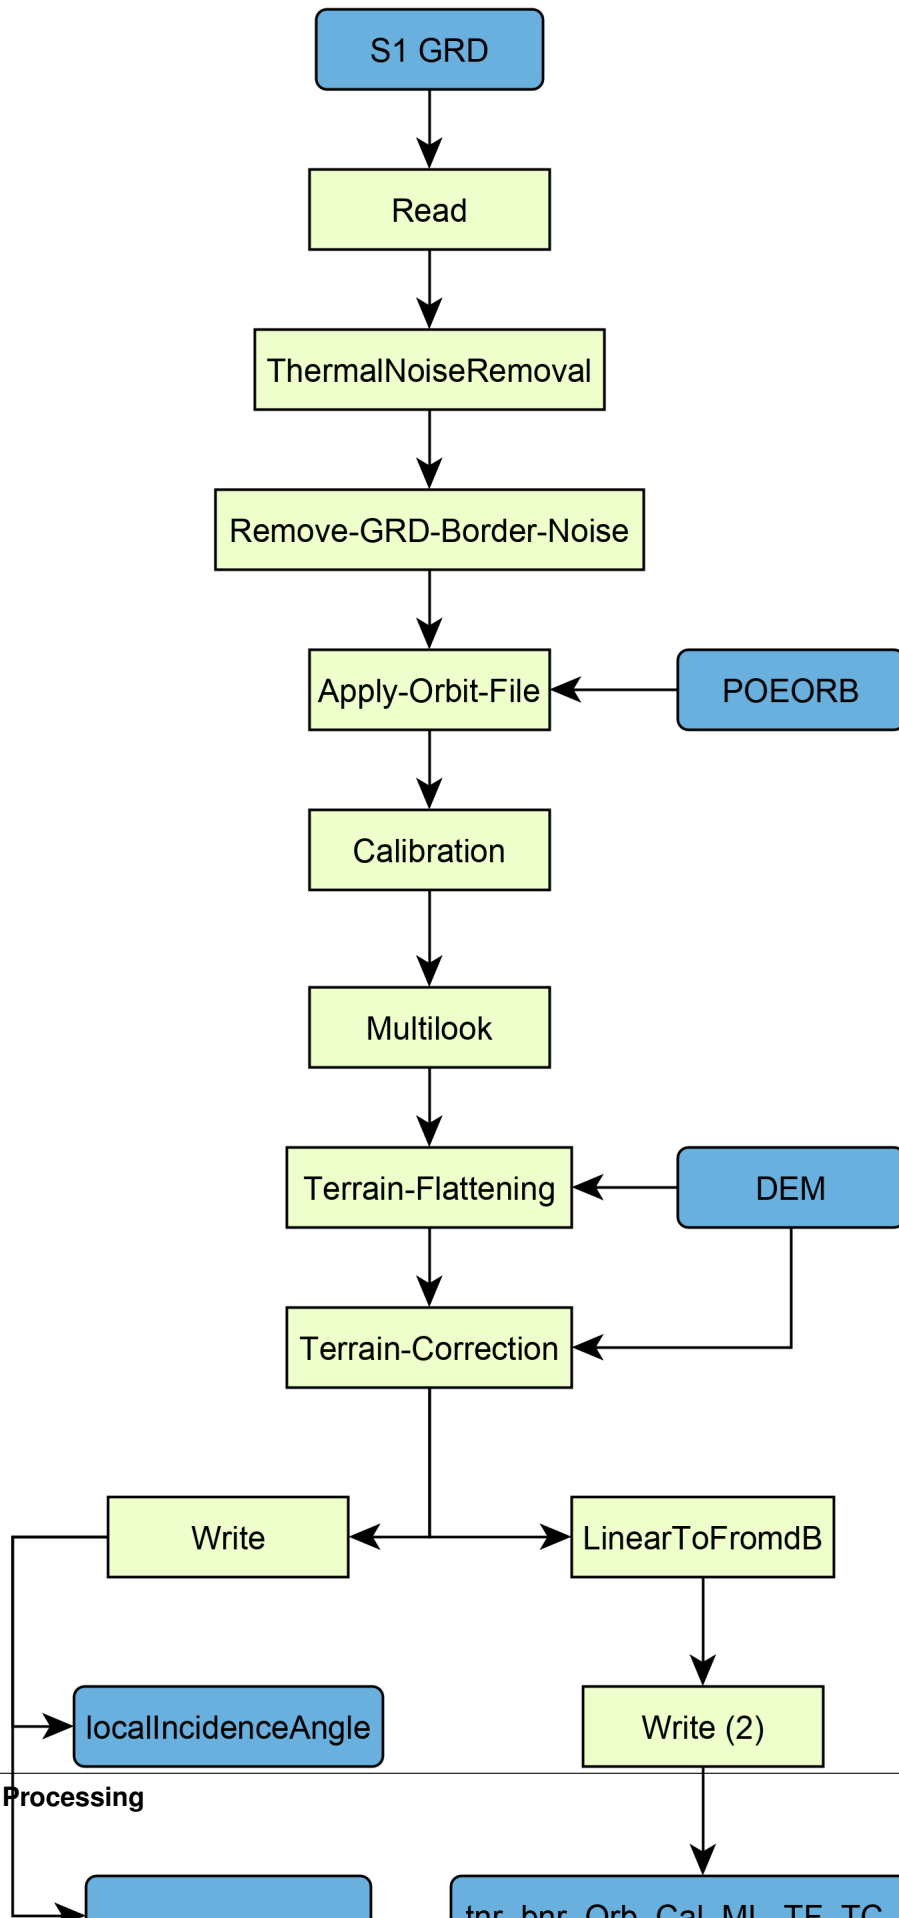 S1 GRD
Read
ThermalNoiseRemoval
Remove-GRD-Border-Noise
Apply-Orbit-File
POEORB
Calibration
Multilook
Terrain-Flattening
DEM
Terrain-Correction
Write
LinearToFromdB
localIncidenceAngle
Write (2)
Processing
tnr_bnr_Orb_Cal_ML_TF_TC_